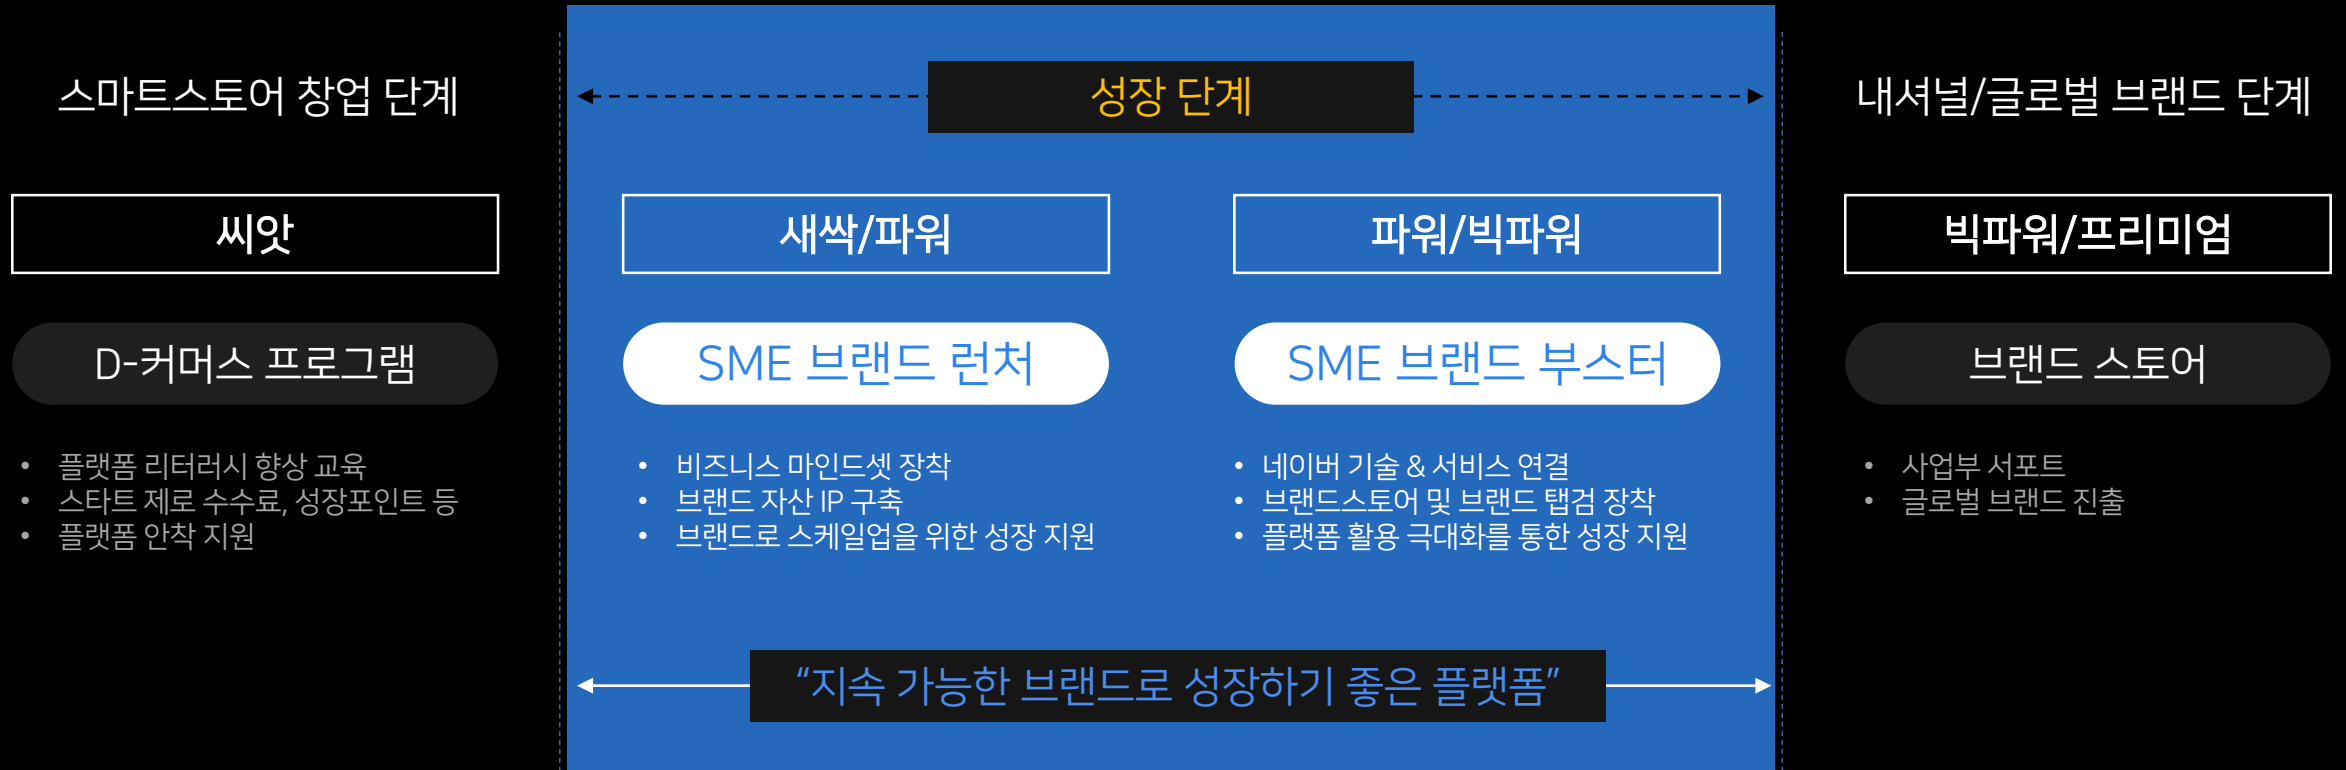 스마트스토어 창업 단계
성장 단계
내셔널/글로벌 브랜드 단계
씨앗
새싹/파워
파워/빅파워
빅파워/프리미엄
D-커머스 프로그램
SME 브랜드 런처
SME 브랜드 부스터
브랜드 스토어
• 플랫폼 리터러시 향상 교육
• 스타트 제로 수수료, 성장포인트 등
• 플랫폼 안착 지원
• 비즈니스 마인드셋 장착
• 브랜드 자산 IP 구축
• 브랜드로 스케일업을 위한 성장 지원
• 네이버 기술 & 서비스 연결
• 브랜드스토어 및 브랜드 탭검 장착
• 플랫폼 활용 극대화를 통한 성장 지원
• 사업부 서포트
• 글로벌 브랜드 진출
“지속 가능한 브랜드로 성장하기 좋은 플랫폼”